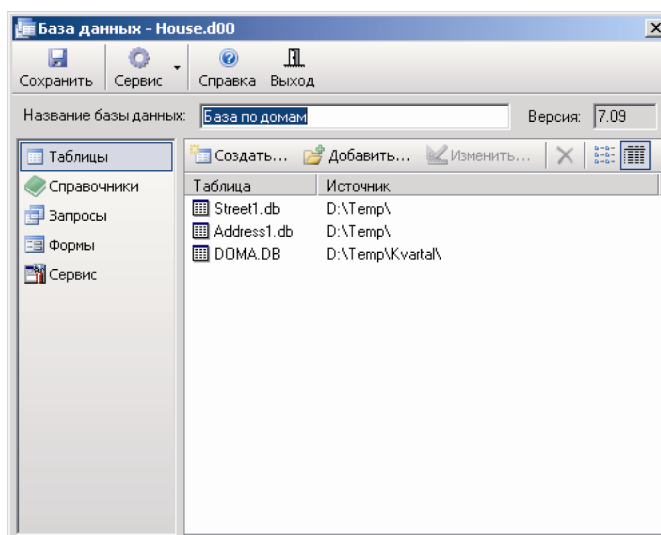 База данных - House.d00
Сохранить Сервис Справка Выход
Название базы данных: База по домам Версия: 7.09
Таблицы
Справочники
Запросы
Формы
Сервис
Создать... Добавить... Изменить...
Таблица Источник
Street1.db D:\Temp\
Address1.db D:\Temp\
DOMA.DB D:\Temp\Kvartal\